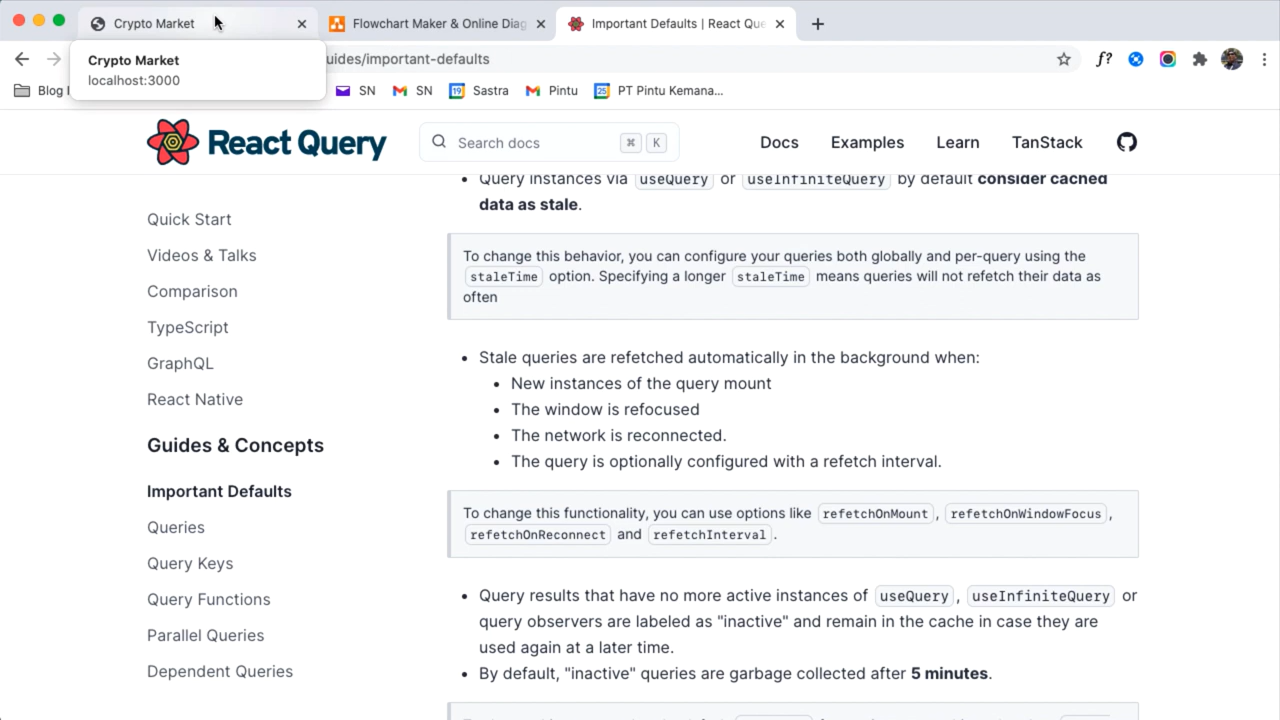 Crypto Market
Flowchart Maker & Online Diag
Important Defaults | React Que
Crypto Market
localhost:3000
uides/important-defaults
f?
Blog
SN
SN
19 Sastra
Pintu
25 PT Pintu Kemana...
React Query
Search docs
⌘ K
Docs
Examples
Learn
TanStack
Quick Start
Videos & Talks
Comparison
TypeScript
GraphQL
React Native
Guides & Concepts
Important Defaults
Queries
Query Keys
Query Functions
Parallel Queries
Dependent Queries
• Query instances via useQuery or useInfiniteQuery by default consider cached
data as stale.
To change this behavior, you can configure your queries both globally and per-query using the
staleTime option. Specifying a longer staleTime means queries will not refetch their data as
often
• Stale queries are refetched automatically in the background when:
• New instances of the query mount
• The window is refocused
• The network is reconnected.
• The query is optionally configured with a refetch interval.
To change this functionality, you can use options like refetchOnMount, refetchOnWindowFocus,
refetchOnReconnect and refetchInterval.
• Query results that have no more active instances of useQuery, useInfiniteQuery or
query observers are labeled as "inactive" and remain in the cache in case they are
used again at a later time.
• By default, "inactive" queries are garbage collected after 5 minutes.